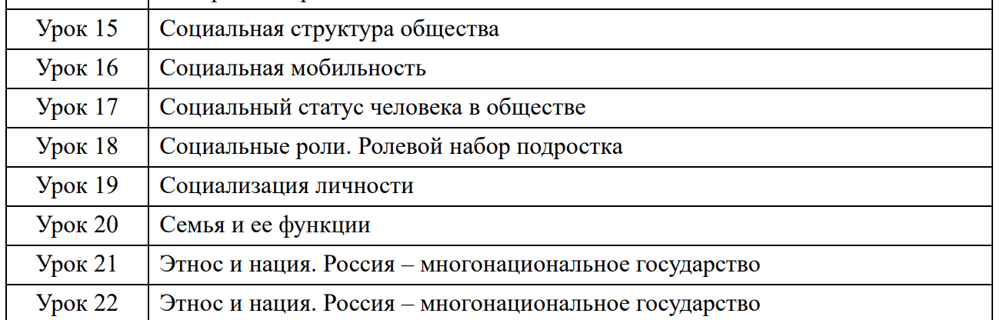 Урок 15 Социальная структура общества
Урок 16 Социальная мобильность
Урок 17 Социальный статус человека в обществе
Урок 18 Социальные роли. Ролевой набор подростка
Урок 19 Социализация личности
Урок 20 Семья и ее функции
Урок 21 Этнос и нация. Россия – многонациональное государство
Урок 22 Этнос и нация. Россия – многонациональное государство